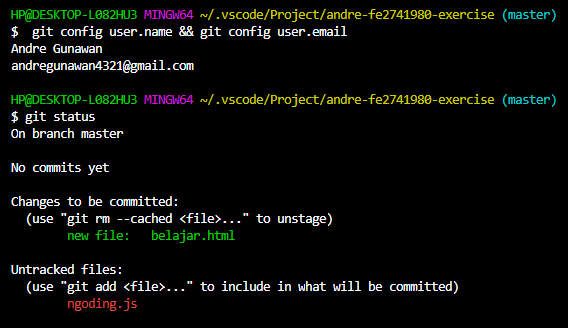 HP@DESKTOP-L082HU3 MINGW64 ~/.vscode/Project/andre-fe2741980-exercise (master)
$  git config user.name && git config user.email
Andre Gunawan
andregunawan4321@gmail.com
HP@DESKTOP-L082HU3 MINGW64 ~/.vscode/Project/andre-fe2741980-exercise (master)
$ git status
On branch master
No commits yet
Changes to be committed:
  (use "git rm --cached <file>..." to unstage)
        new file:   belajar.html
Untracked files:
  (use "git add <file>..." to include in what will be committed)
        ngoding.js